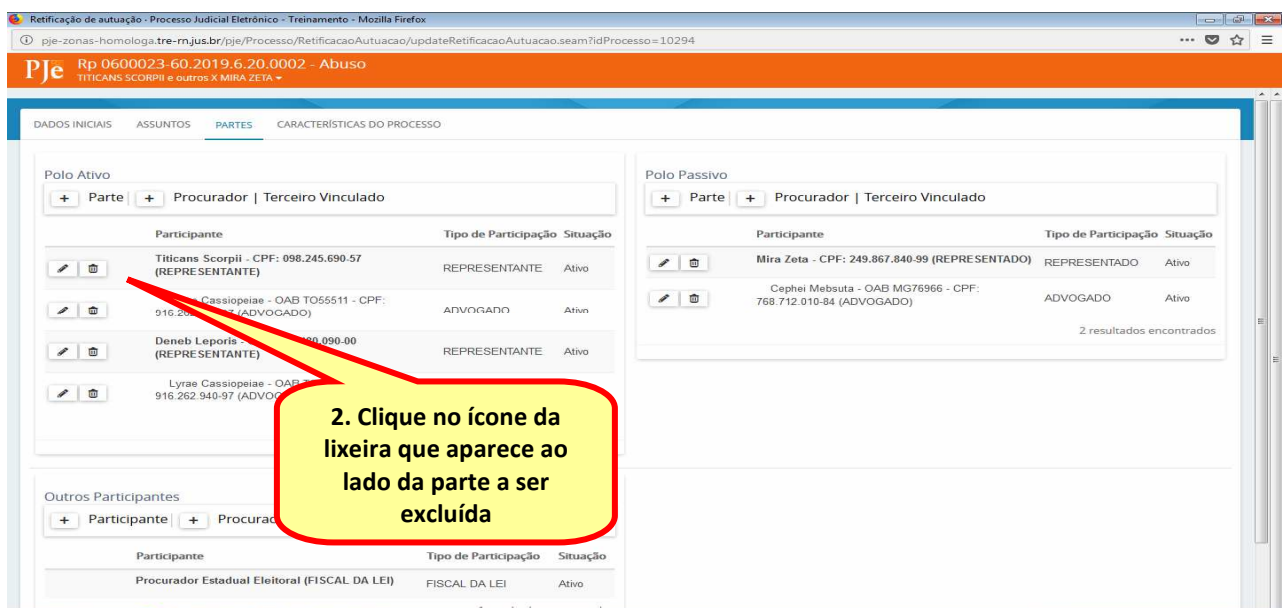 Retificação de autuação · Processo Judicial Eletrônico - Treinamento - Mozilla Firefox
pje-zonas-homologa.tre-rn.jus.br/pje/Processo/RetificacaoAutuacao/updateRetificacaoAutuacao.seam?idProcesso=10294
PJe Rp 0600023-60.2019.6.20.0002 - Abuso
TITICANS SCORPII e outros X MIRA ZETA
DADOS INICIAIS ASSUNTOS PARTES CARACTERÍSTICAS DO PROCESSO
Polo Ativo
+ Parte + Procurador | Terceiro Vinculado
Participante Tipo de Participação Situação
Titicans Scorpii - CPF: 098.245.690-57
(REPRESENTANTE) REPRESENTANTE Ativo
Cassiopeiae - OAB TO55511 - CPF:
(ADVOGADO) ADVOGADO Ativo
Deneb Leporis - 090-00
(REPRESENTANTE) REPRESENTANTE Ativo
Lyrae Cassiopeiae - OAB
916.262.940-97
Polo Passivo
+ Parte + Procurador | Terceiro Vinculado
Participante Tipo de Participação Situação
Mira Zeta - CPF: 249.867.840-99 (REPRESENTADO) REPRESENTADO Ativo
Cephei Mebsuta - OAB MG76966 - CPF:
768.712.010-84 (ADVOGADO) ADVOGADO Ativo
2 resultados encontrados
2. Clique no ícone da
lixeira que aparece ao
lado da parte a ser
excluída
Outros Participantes
+ Participante + Procurad
Participante Tipo de Participação Situação
Procurador Estadual Eleitoral (FISCAL DA LEI) FISCAL DA LEI Ativo